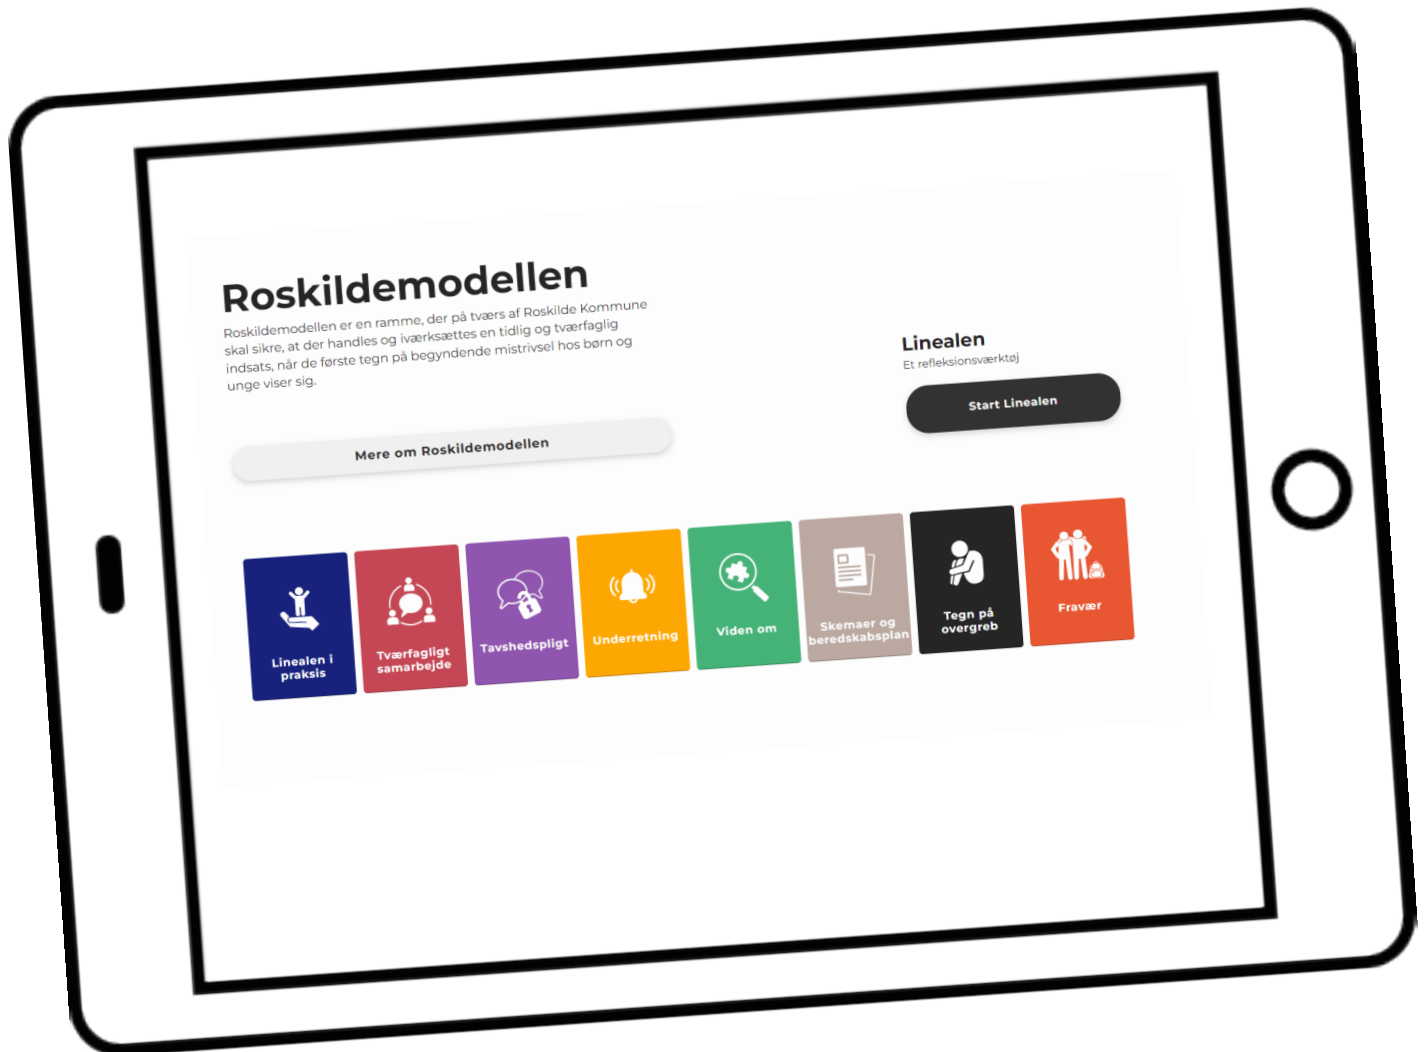 Roskildemodellen
Roskildemodellen er en ramme, der på tværs af Roskilde Kommune
skal sikre, at der handles og iværksættes en tidlig og tværfaglig
indsats, når de første tegn på begyndende mistrivsel hos børn og
unge viser sig.
Mere om Roskildemodellen
Linealen
Et refleksionsværktøj
Start Linealen
Linealen i
praksis
Tværfagligt
samarbejde
Tavshedspligt
Underretning
Viden om
Skemaer og
beredskabsplan
Tegn på
overgreb
Fravær